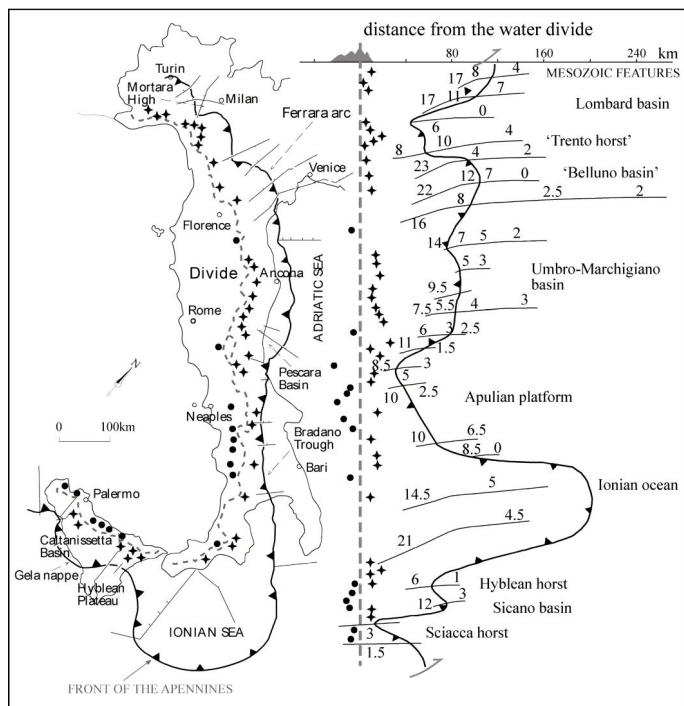 distance from the water divide
80 160 240 km
MESOZOIC FEATURES
Turin
Mortara
High
Milan
Ferrara arc
Venice
Florence
Divide
Ancona
ADRIATIC SEA
Rome
Pescara
Basin
Neaples
0 100km
Bradano
Trough
Bari
Palermo
Caltanissetta
Basin
Gela nappe
Hyblean
Plateau
IONIAN SEA
FRONT OF THE APENNINES
17 8 4
17 11 7
Lombard basin
0
6
10 4
8
'Trento horst'
23 4 2
12 7 0
'Belluno basin'
22
2.5 2
8
16
14 7 5 2
5 3
Umbro-Marchigiano
basin
9.5
7.5 5.5 4 3
6 3 2.5
11 1.5
8.5 3
5
10 2.5
Apulian platform
10 6.5
8.5 0
14.5 5
Ionian ocean
21 4.5
6 1
Hyblean horst
12 3
Sicano basin
3
Sciacca horst
1.5